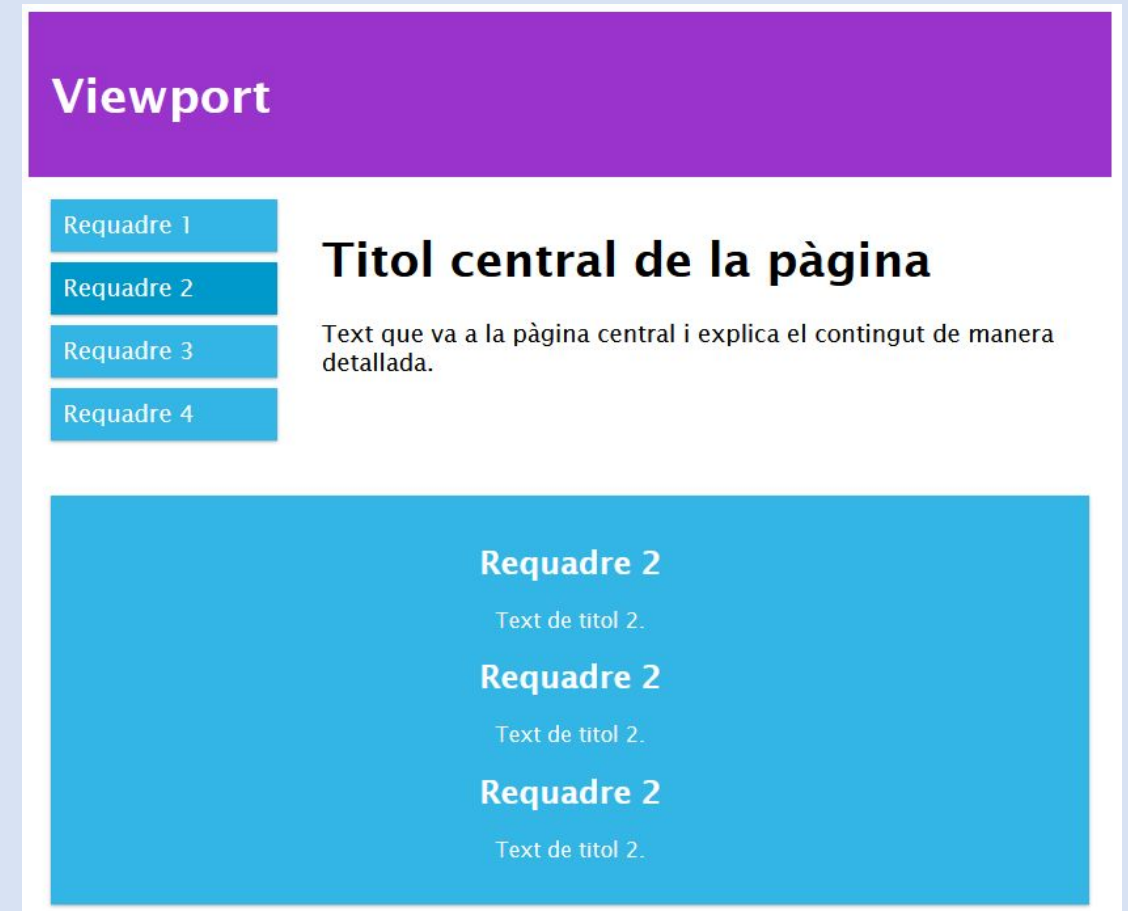 Viewport
Requadre 1
Requadre 2
Requadre 3
Requadre 4
Titol central de la pàgina
Text que va a la pàgina central i explica el contingut de manera
detallada.
Requadre 2
Text de titol 2.
Requadre 2
Text de titol 2.
Requadre 2
Text de titol 2.